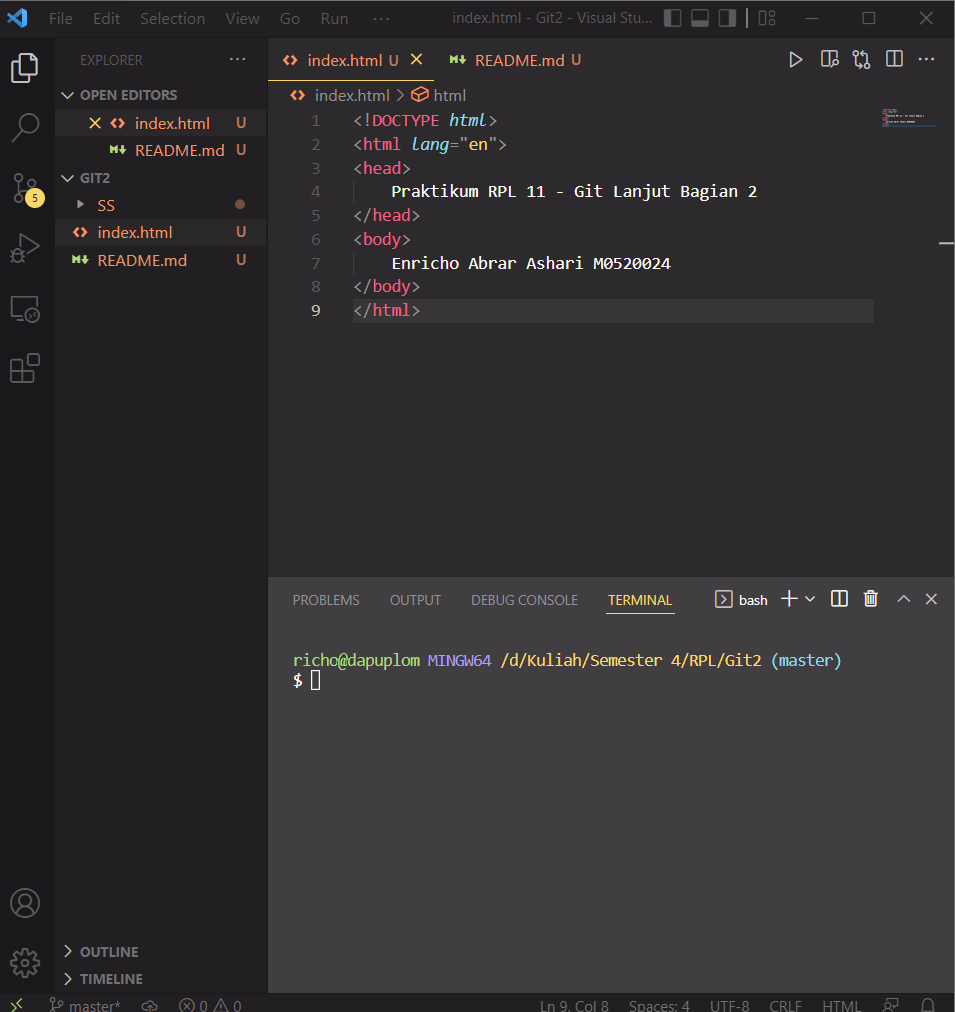 File Edit Selection View Go Run ··· index.html - Git2 - Visual Stu...
EXPLORER ···
OPEN EDITORS
index.html U
README.md U
GIT2
SS
index.html U
README.md U
5
OUTLINE
TIMELINE
index.html U README.md U
index.html > html
1 <!DOCTYPE html>
2 <html lang="en">
3 <head>
4 Praktikum RPL 11 - Git Lanjut Bagian 2
5 </head>
6 <body>
7 Enricho Abrar Ashari M0520024
8 </body>
9 </html>
PROBLEMS OUTPUT DEBUG CONSOLE TERMINAL bash
richo@dapuplom MINGW64 /d/Kuliah/Semester 4/RPL/Git2 (master)
$
master* 0 0 Ln 9, Col 8 Spaces: 4 UTF-8 CRLF HTML